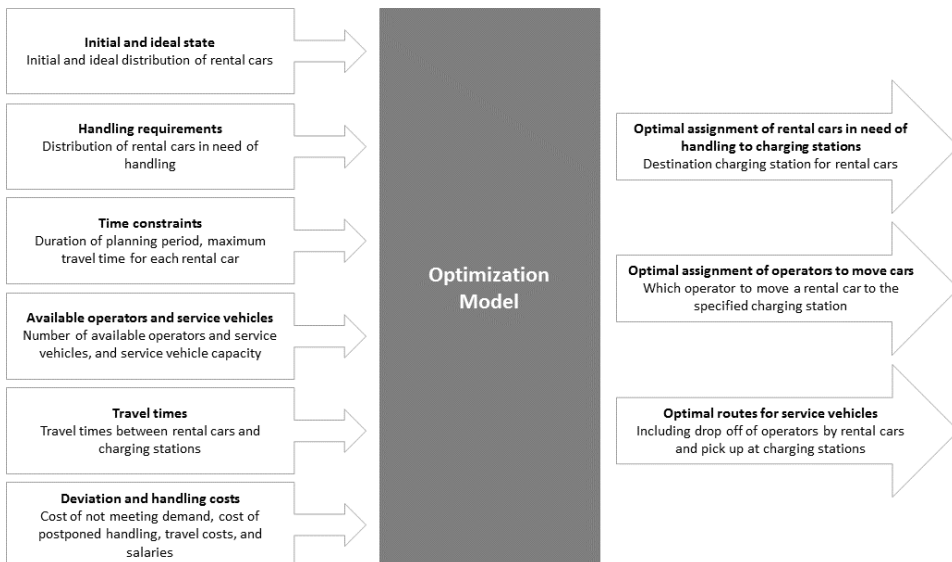 Initial and ideal state
Initial and ideal distribution of rental cars
Handling requirements
Distribution of rental cars in need of
handling
Time constraints
Duration of planning period, maximum
travel time for each rental car
Available operators and service vehicles
Number of available operators and service
vehicles, and service vehicle capacity
Travel times
Travel times between rental cars and
charging stations
Deviation and handling costs
Cost of not meeting demand, cost of
postponed handling, travel costs, and
salaries
Optimization
Model
Optimal assignment of rental cars in need of
handling to charging stations
Destination charging station for rental cars
Optimal assignment of operators to move cars
Which operator to move a rental car to the
specified charging station
Optimal routes for service vehicles
Including drop off of operators by rental cars
and pick up at charging stations